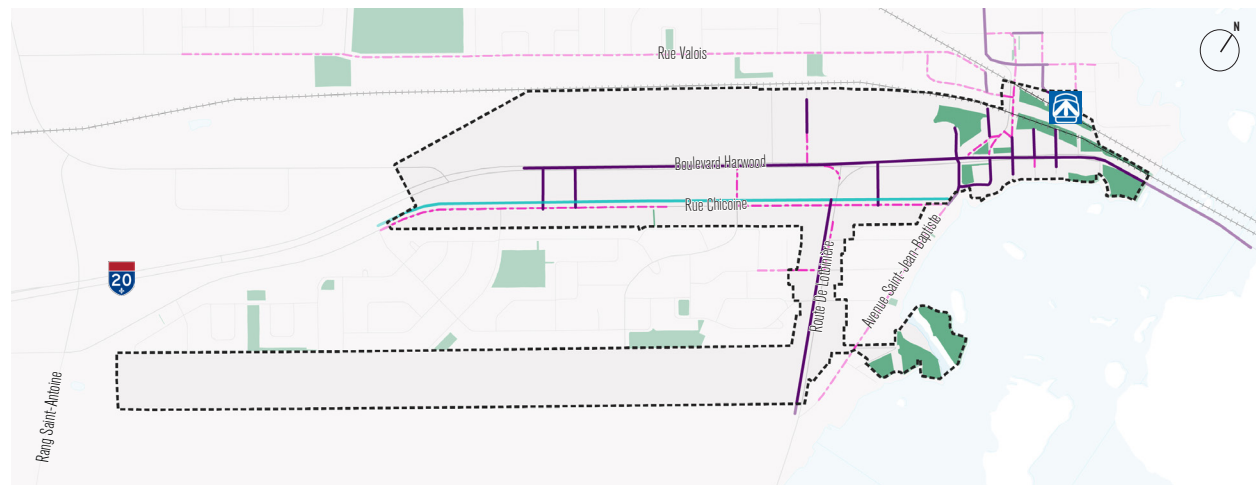 N
Rue Valois
Boulevard Harwood
Rue Chicoine
Route De Lotbinière
Avenue Saint-Jean-Baptiste
20
Rang Saint-Antoine